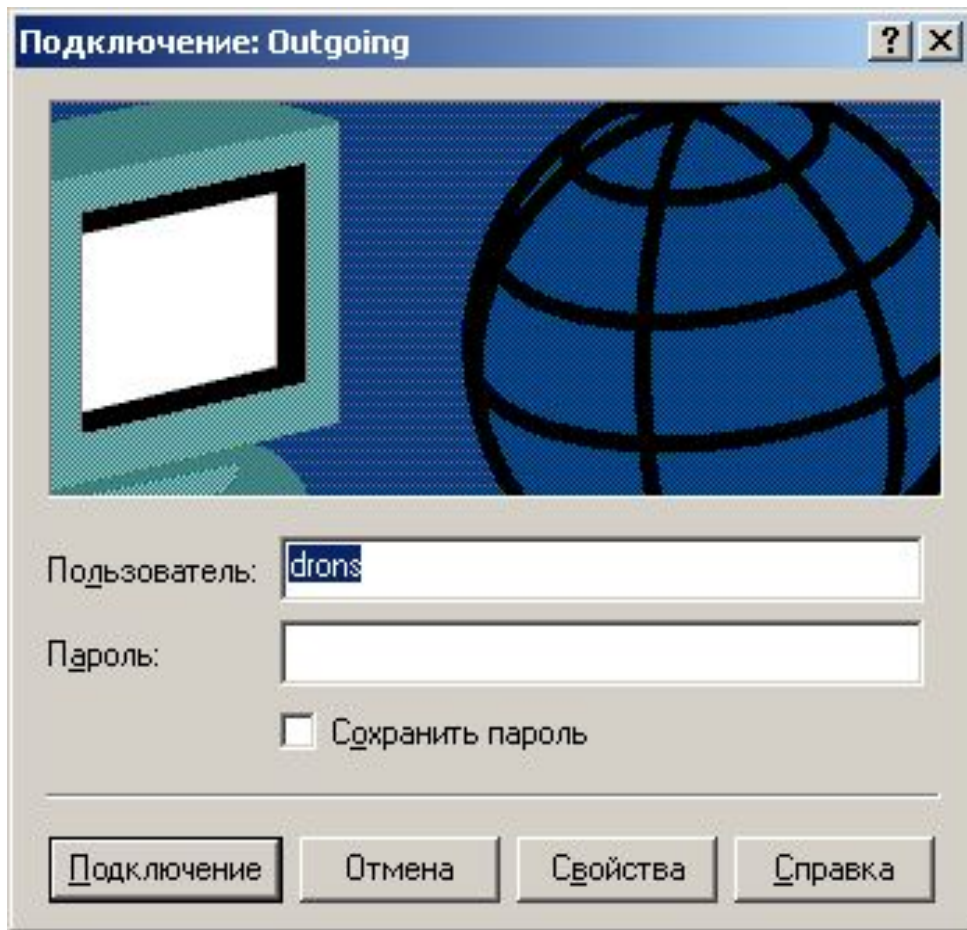 Подключение: Outgoing
Пользователь: drons
Пароль:
Сохранить пароль
Подключение Отмена Свойства Справка